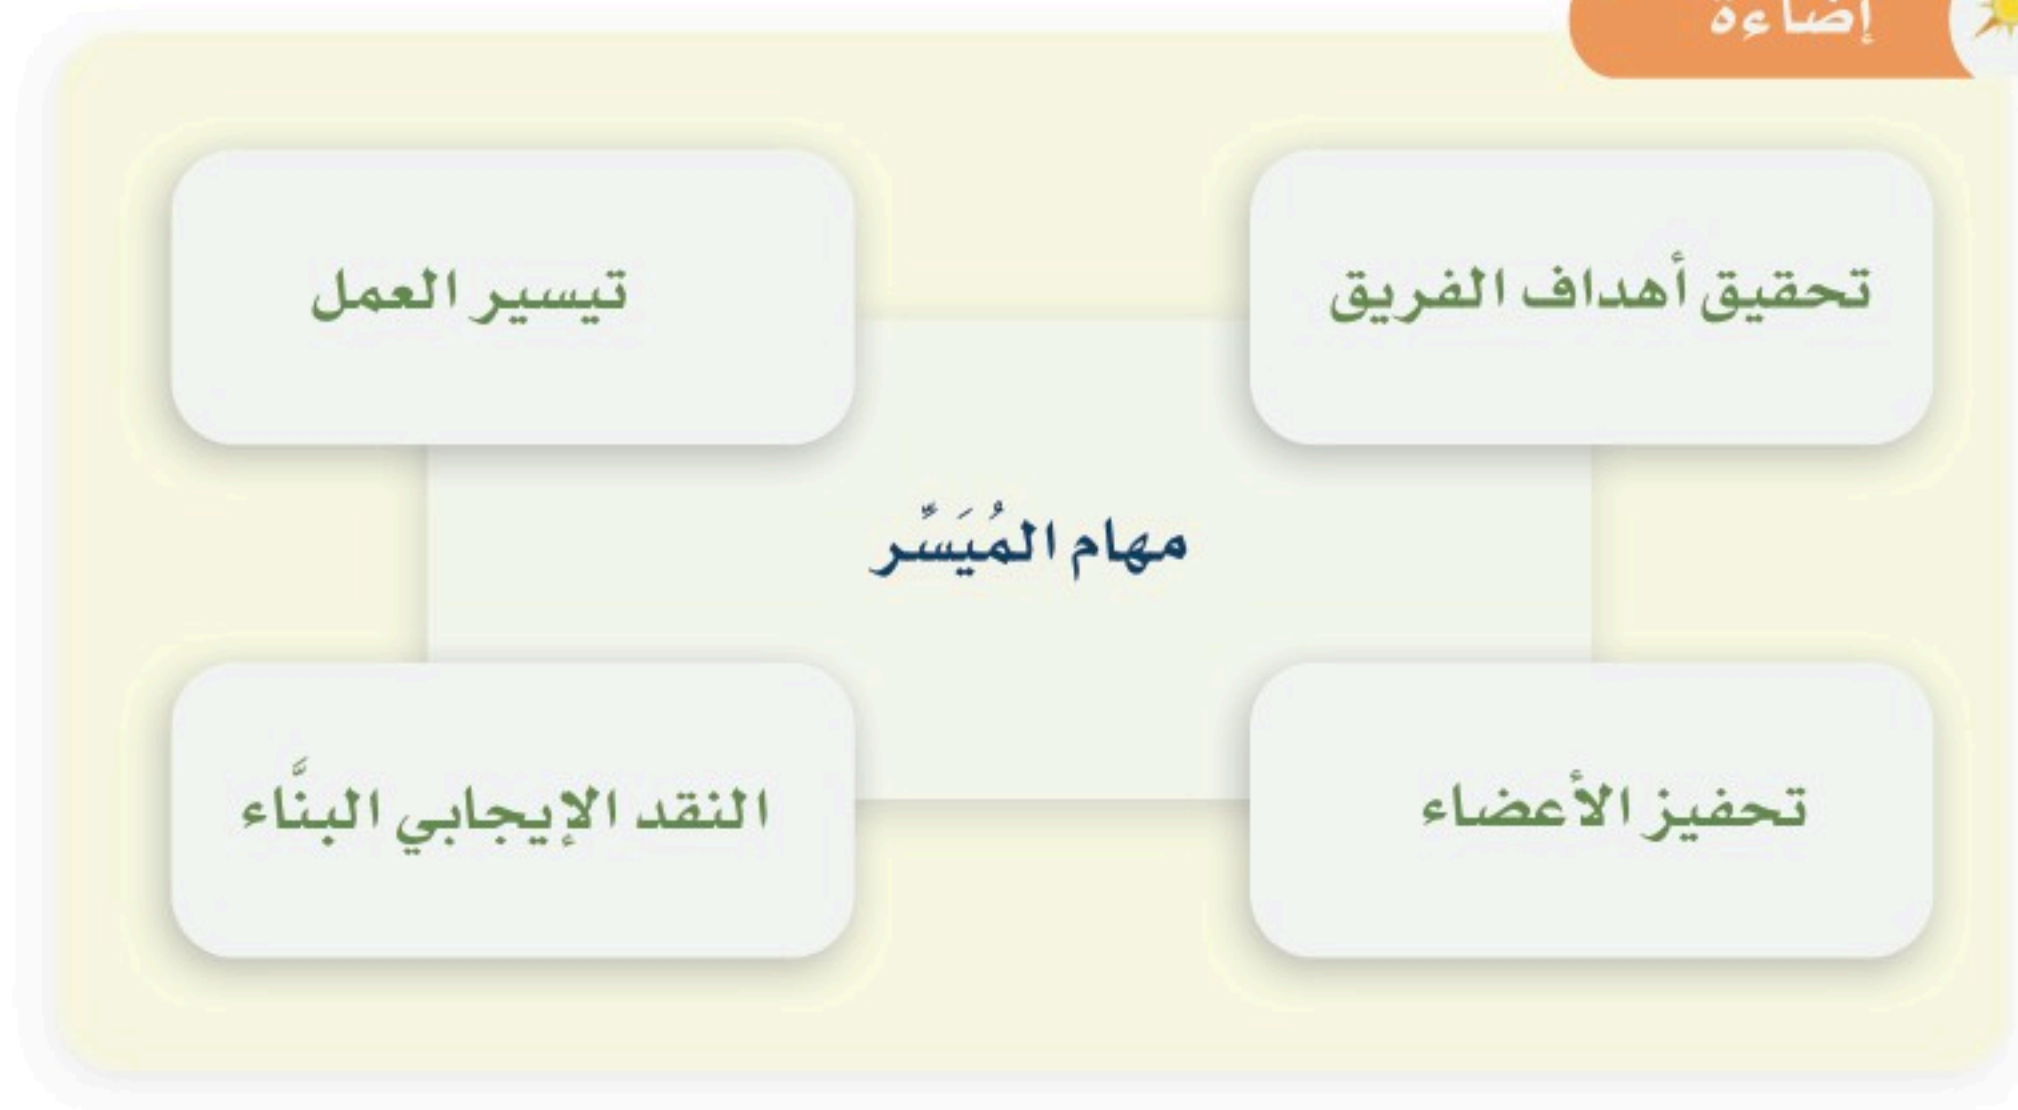 إضاءة
تحقيق أهداف الفريق
تيسير العمل
مهام المُيَسِّر
تحفيز الأعضاء
النقد الإيجابي البنَّاء